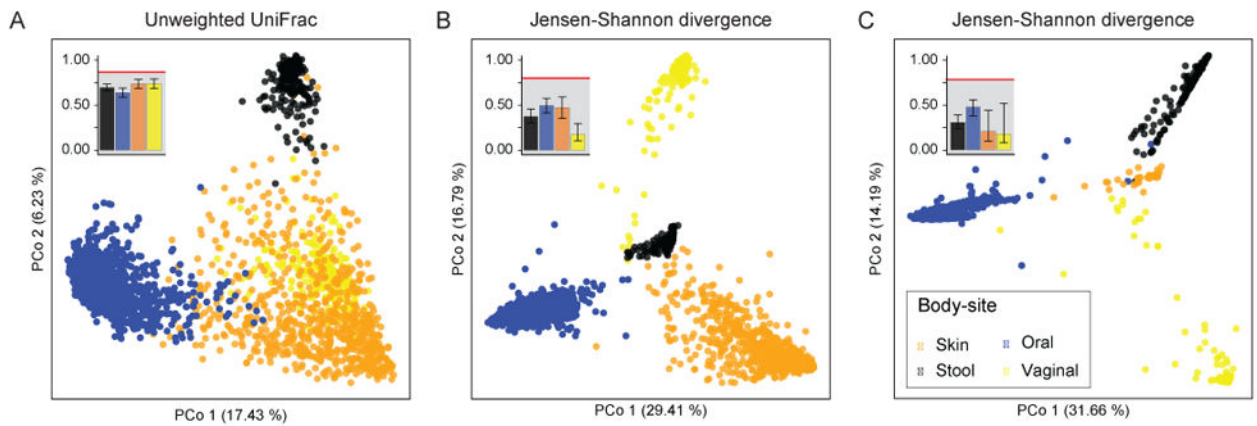 A Unweighted UniFrac
1.00
0.50
0.00
PCo 2 (6.23 %)
PCo 1 (17.43 %)
B Jensen-Shannon divergence
1.00
0.50
0.00
PCo 2 (16.79 %)
PCo 1 (29.41 %)
C Jensen-Shannon divergence
1.00
0.50
0.00
PCo 2 (14.19 %)
Body-site
Skin Oral
Stool Vaginal
PCo 1 (31.66 %)